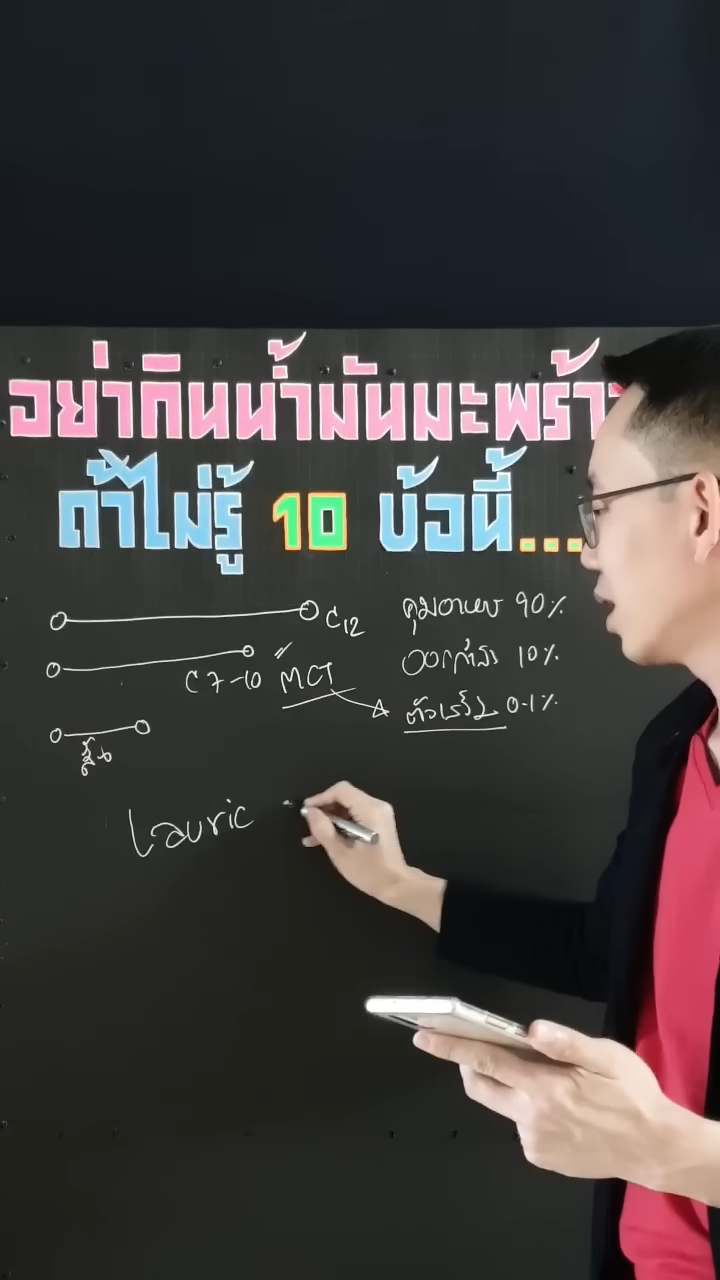 อย่ากินน้ำมันมะพร้าว
ถ้าไม่รู้ 10 ข้อนี้...
C12
C7-10 MCT
สั้น
คุมอาหาร 90%
ออกกำลัง 10%
ตัวเร่ง 0.1%
Lauric